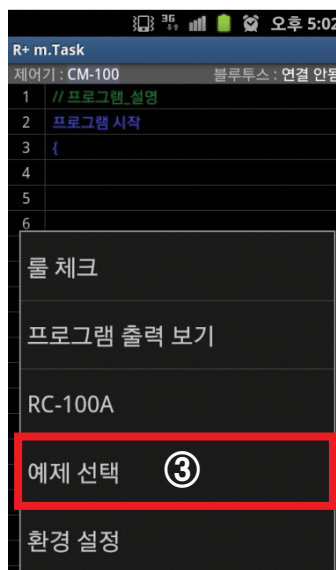 3G 오후 5:02
R+ m.Task
제어기 : CM-100 블루투스 : 연결 안됨
1 // 프로그램_설명
2 프로그램 시작
3 {
4
5
6
룰 체크
프로그램 출력 보기
RC-100A
예제 선택 ③
환경 설정